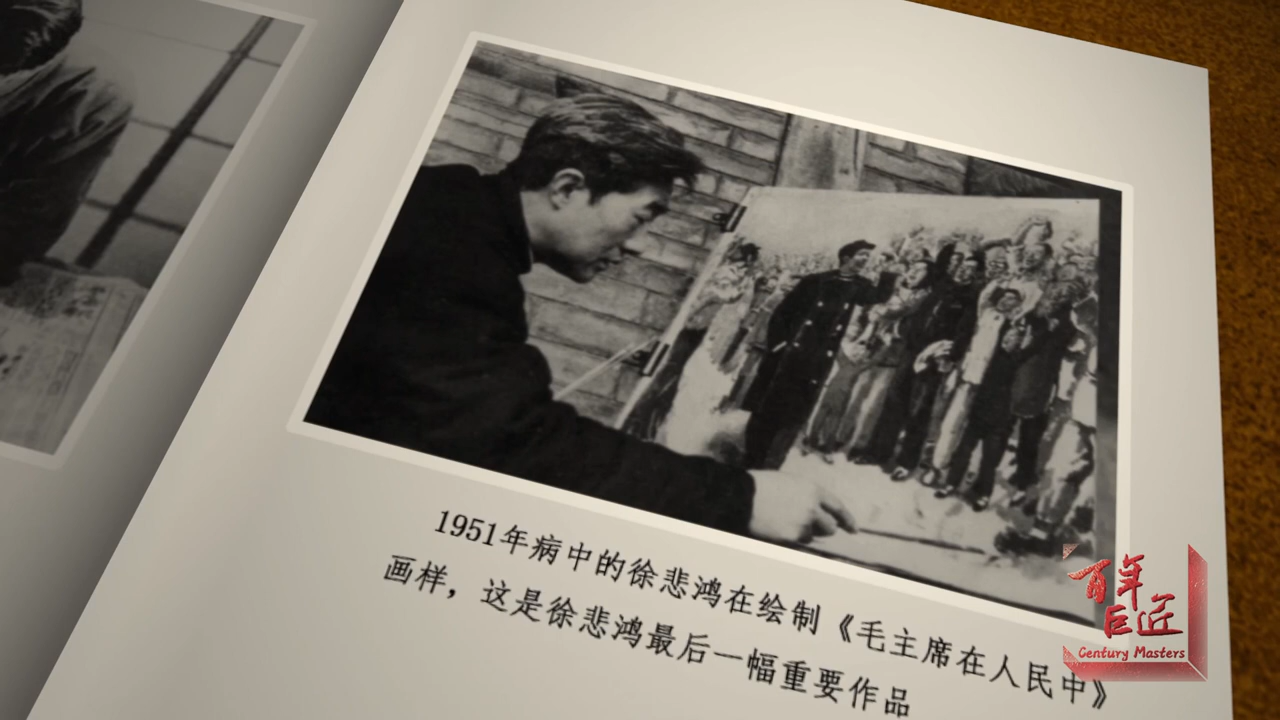 1951年病中的徐悲鸿在绘制《毛主席在人民中》
画样，这是徐悲鸿最后一幅重要作品
百年
巨匠
Century Masters